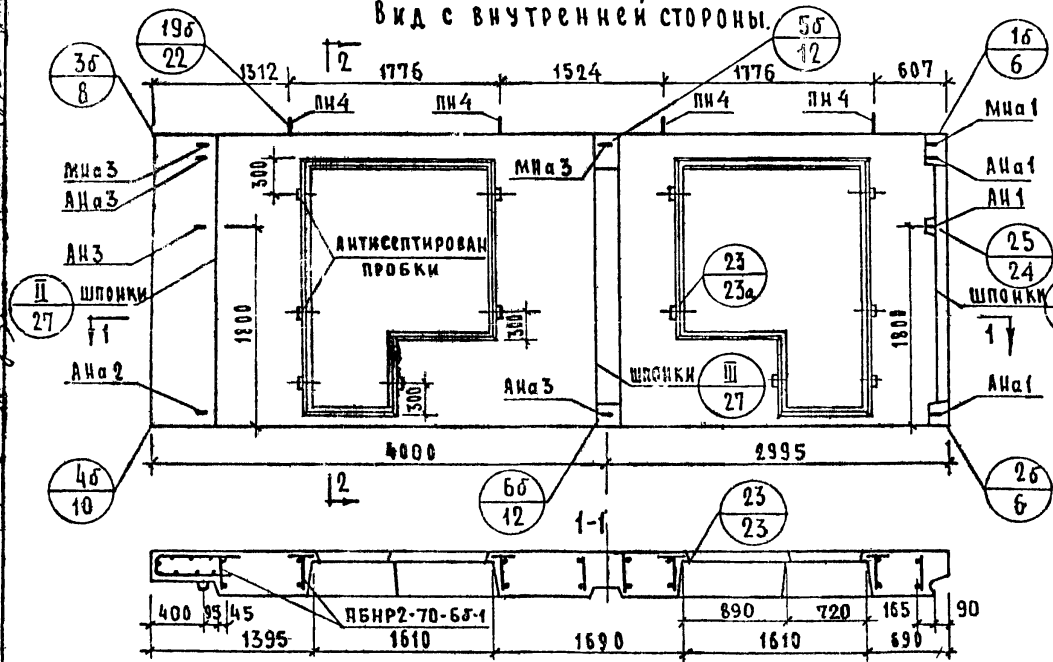 Вид с внутренней стороны.
19б
22
5б
12
3б
8
1б
6
2
1312
1776
1524
1776
607
ПН4
ПН4
ПН4
ПН4
МНа1
МНа3
МНа3
АНа1
АНа3
300
АН1
АН3
АНТИСЕПТИРОВАН
ПРОБКИ
25
24
23
23а
II
27
ШПОНКИ
ШПОНКИ
1
1
1800
300
1800
АНа2
АНа3
ШПОНКИ
III
27
АНа1
300
4000
2995
4б
10
2
6б
12
23
23
2б
6
1-1
400
95
45
ПБНР2-70-6б-1
890
720
165
90
1395
1610
1690
1610
690